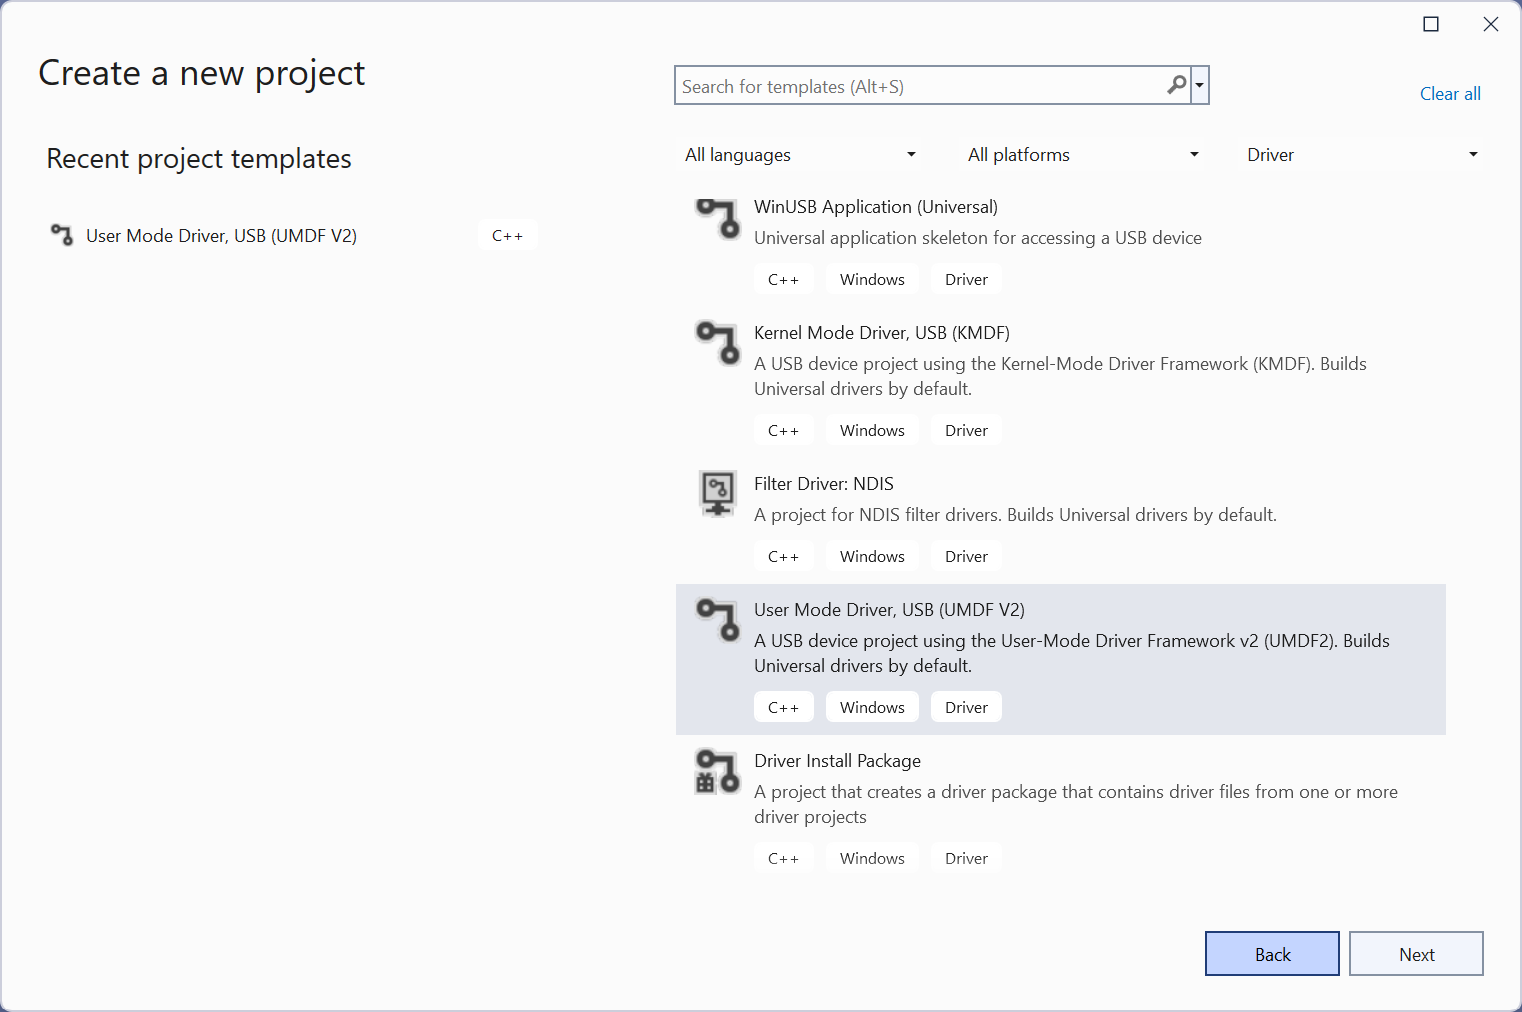 Create a new project
Search for templates (Alt+S)
Clear all
Recent project templates
All languages
All platforms
Driver
User Mode Driver, USB (UMDF V2)
C++
WinUSB Application (Universal)
Universal application skeleton for accessing a USB device
C++ Windows Driver
Kernel Mode Driver, USB (KMDF)
A USB device project using the Kernel-Mode Driver Framework (KMDF). Builds
Universal drivers by default.
C++ Windows Driver
Filter Driver: NDIS
A project for NDIS filter drivers. Builds Universal drivers by default.
C++ Windows Driver
User Mode Driver, USB (UMDF V2)
A USB device project using the User-Mode Driver Framework v2 (UMDF2). Builds
Universal drivers by default.
C++ Windows Driver
Driver Install Package
A project that creates a driver package that contains driver files from one or more
driver projects
C++ Windows Driver
Back
Next